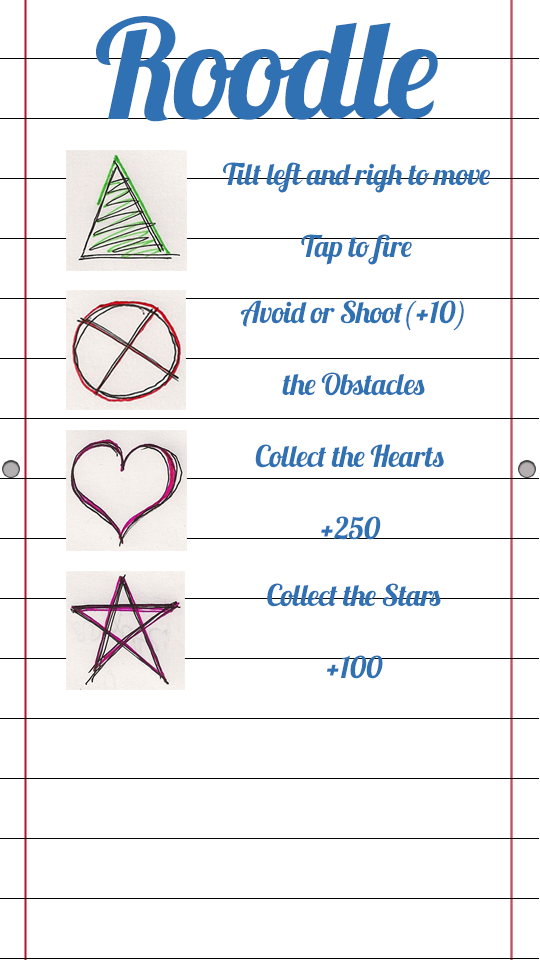 Roodle
Tilt left and righ to move
Tap to fire
Avoid or Shoot(+10)
the Obstacles
Collect the Hearts
+250
Collect the Stars
+100